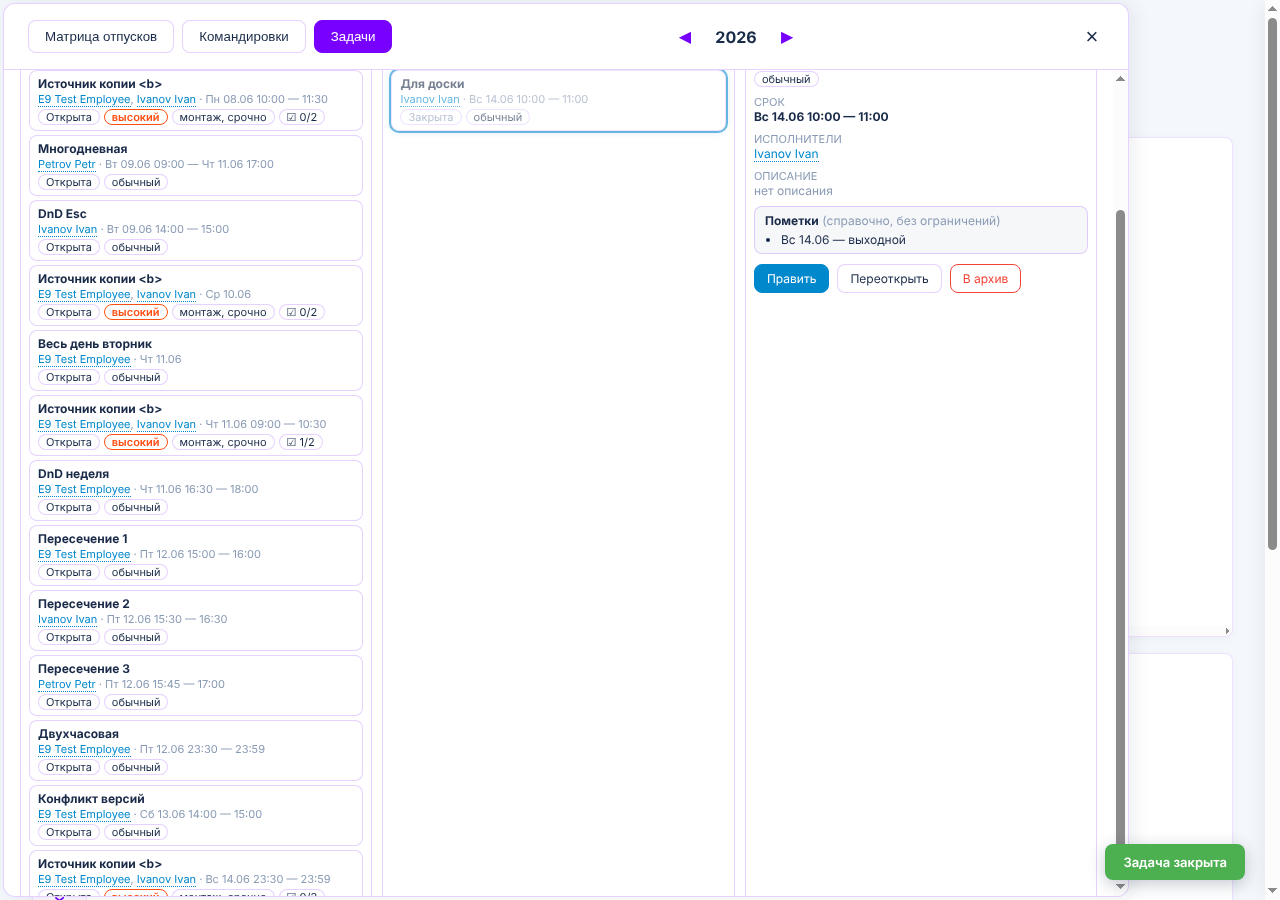 Матрица отпусков
Командировки
Задачи
◀ 2026 ▶
✕
Источник копии <b>
E9 Test Employee, Ivanov Ivan · Пн 08.06 10:00 — 11:30
Открыта высокий монтаж, срочно ☑ 0/2
Многодневная
Petrov Petr · Вт 09.06 09:00 — Чт 11.06 17:00
Открыта обычный
DnD Esc
Ivanov Ivan · Вт 09.06 14:00 — 15:00
Открыта обычный
Источник копии <b>
E9 Test Employee, Ivanov Ivan · Ср 10.06
Открыта высокий монтаж, срочно ☑ 0/2
Весь день вторник
E9 Test Employee · Чт 11.06
Открыта обычный
Источник копии <b>
E9 Test Employee, Ivanov Ivan · Чт 11.06 09:00 — 10:30
Открыта высокий монтаж, срочно ☑ 1/2
DnD неделя
E9 Test Employee · Чт 11.06 16:30 — 18:00
Открыта обычный
Пересечение 1
E9 Test Employee · Пт 12.06 15:00 — 16:00
Открыта обычный
Пересечение 2
Ivanov Ivan · Пт 12.06 15:30 — 16:30
Открыта обычный
Пересечение 3
Petrov Petr · Пт 12.06 15:45 — 17:00
Открыта обычный
Двухчасовая
E9 Test Employee · Пт 12.06 23:30 — 23:59
Открыта обычный
Конфликт версий
E9 Test Employee · Сб 13.06 14:00 — 15:00
Открыта обычный
Источник копии <b>
E9 Test Employee, Ivanov Ivan · Вс 14.06 23:30 — 23:59
Открыта высокий монтаж, срочно
Для доски
Ivanov Ivan · Вс 14.06 10:00 — 11:00
Закрыта обычный
обычный
СРОК
Вс 14.06 10:00 — 11:00
ИСПОЛНИТЕЛИ
Ivanov Ivan
ОПИСАНИЕ
нет описания
Пометки (справочно, без ограничений)
• Вс 14.06 — выходной
Править Переоткрыть В архив
Задача закрыта